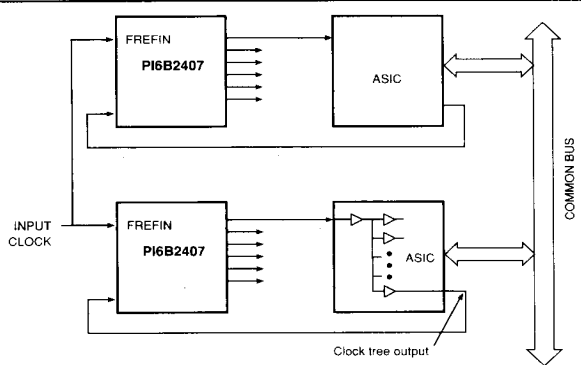 FREFIN
PI6B2407
ASIC
INPUT
CLOCK
FREFIN
PI6B2407
ASIC
Clock tree output
COMMON BUS